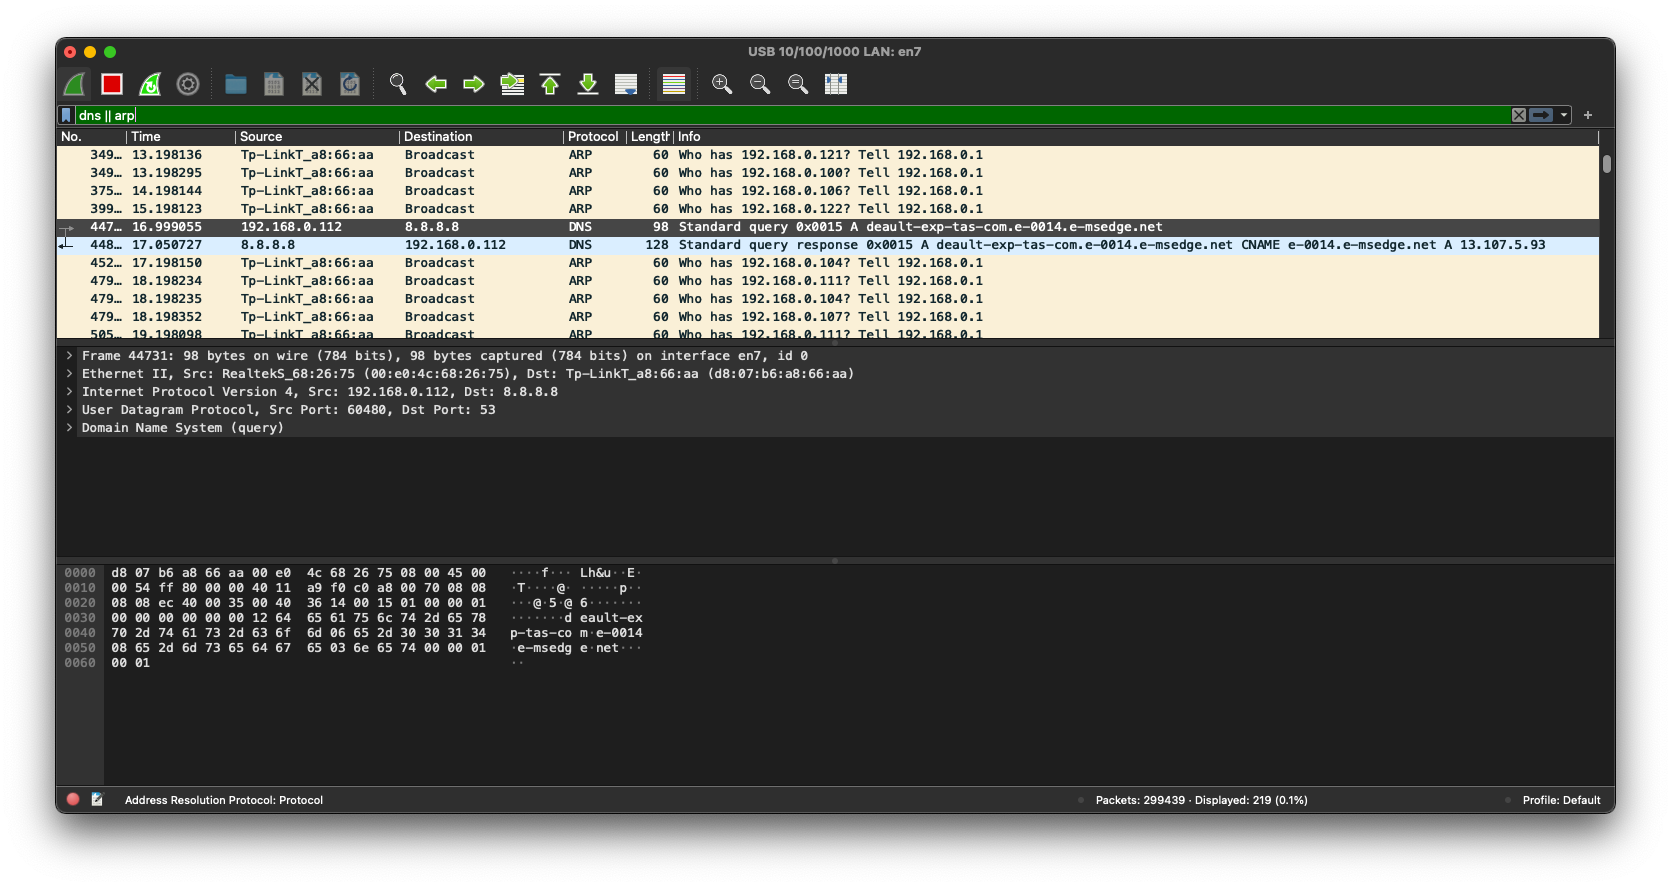 USB 10/100/1000 LAN: en7
dns || arp
No. Time Source Destination Protocol Length Info
349… 13.198136 Tp-LinkT_a8:66:aa Broadcast ARP 60 Who has 192.168.0.121? Tell 192.168.0.1
349… 13.198295 Tp-LinkT_a8:66:aa Broadcast ARP 60 Who has 192.168.0.100? Tell 192.168.0.1
375… 14.198144 Tp-LinkT_a8:66:aa Broadcast ARP 60 Who has 192.168.0.106? Tell 192.168.0.1
399… 15.198123 Tp-LinkT_a8:66:aa Broadcast ARP 60 Who has 192.168.0.122? Tell 192.168.0.1
447… 16.999055 192.168.0.112 8.8.8.8 DNS 98 Standard query 0x0015 A deault-exp-tas-com.e-0014.e-msedge.net
448… 17.050727 8.8.8.8 192.168.0.112 DNS 128 Standard query response 0x0015 A deault-exp-tas-com.e-0014.e-msedge.net CNAME e-0014.e-msedge.net A 13.107.5.93
452… 17.198150 Tp-LinkT_a8:66:aa Broadcast ARP 60 Who has 192.168.0.104? Tell 192.168.0.1
479… 18.198234 Tp-LinkT_a8:66:aa Broadcast ARP 60 Who has 192.168.0.111? Tell 192.168.0.1
479… 18.198235 Tp-LinkT_a8:66:aa Broadcast ARP 60 Who has 192.168.0.104? Tell 192.168.0.1
479… 18.198352 Tp-LinkT_a8:66:aa Broadcast ARP 60 Who has 192.168.0.107? Tell 192.168.0.1
505… 19.198098 Tp-LinkT_a8:66:aa Broadcast ARP 60 Who has 192.168.0.111? Tell 192.168.0.1
Frame 44731: 98 bytes on wire (784 bits), 98 bytes captured (784 bits) on interface en7, id 0
Ethernet II, Src: RealtekS_68:26:75 (00:e0:4c:68:26:75), Dst: Tp-LinkT_a8:66:aa (d8:07:b6:a8:66:aa)
Internet Protocol Version 4, Src: 192.168.0.112, Dst: 8.8.8.8
User Datagram Protocol, Src Port: 60480, Dst Port: 53
Domain Name System (query)
0000 d8 07 b6 a8 66 aa 00 e0 4c 68 26 75 08 00 45 00 ····f··· Lh&u··E·
0010 00 54 ff 80 00 00 40 11 a9 f0 c0 a8 00 70 08 08 ·T····@· ·····p··
0020 08 08 ec 40 00 35 00 40 36 14 00 15 01 00 00 01 ···@·5·@ 6·······
0030 00 00 00 00 00 00 12 64 65 61 75 6c 74 2d 65 78 ·······d eault-ex
0040 70 2d 74 61 73 2d 63 6f 6d 06 65 2d 30 30 31 34 p-tas-co m·e-0014
0050 08 65 2d 6d 73 65 64 67 65 03 6e 65 74 00 00 01 ·e-msedg e·net···
0060 00 01 ··
Address Resolution Protocol: Protocol
Packets: 299439 · Displayed: 219 (0.1%)
Profile: Default